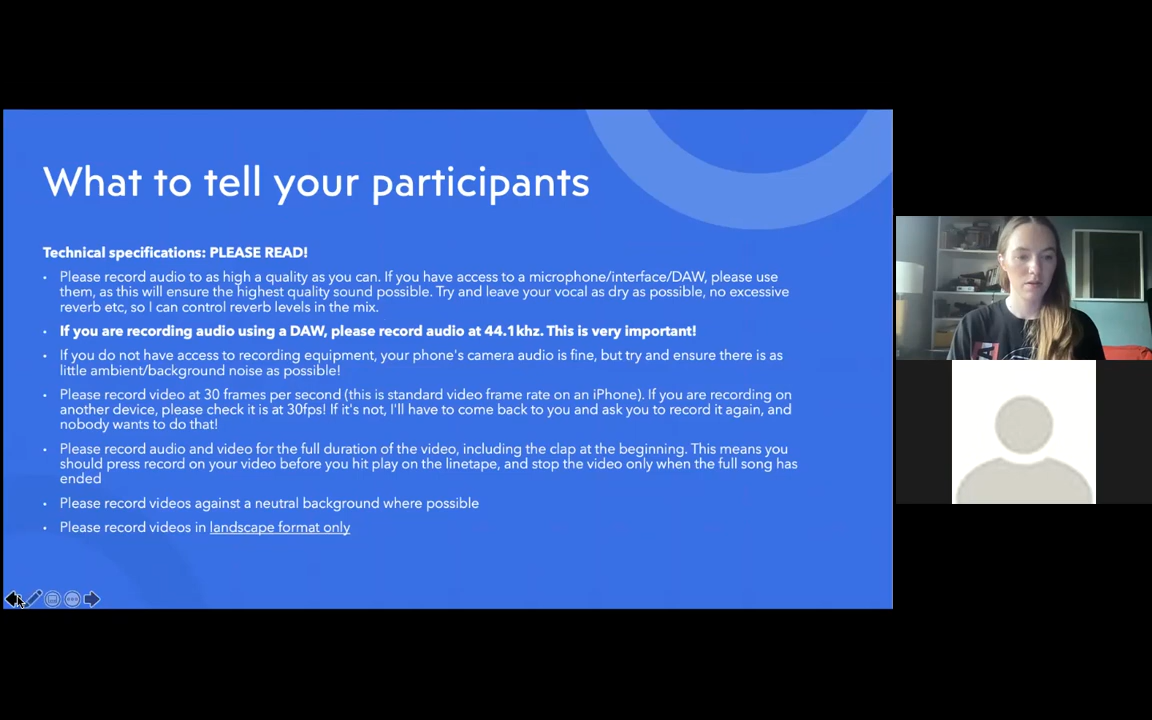 What to tell your participants
Technical specifications: PLEASE READ!
• Please record audio to as high a quality as you can. If you have access to a microphone/interface/DAW, please use
them, as this will ensure the highest quality sound possible. Try and leave your vocal as dry as possible, no excessive
reverb etc, so I can control reverb levels in the mix.
• If you are recording audio using a DAW, please record audio at 44.1khz. This is very important!
• If you do not have access to recording equipment, your phone's camera audio is fine, but try and ensure there is as
little ambient/background noise as possible!
• Please record video at 30 frames per second (this is standard video frame rate on an iPhone). If you are recording on
another device, please check it is at 30fps! If it's not, I'll have to come back to you and ask you to record it again, and
nobody wants to do that!
• Please record audio and video for the full duration of the video, including the clap at the beginning. This means you
should press record on your video before you hit play on the linetape, and stop the video only when the full song has
ended
• Please record videos against a neutral background where possible
• Please record videos in landscape format only